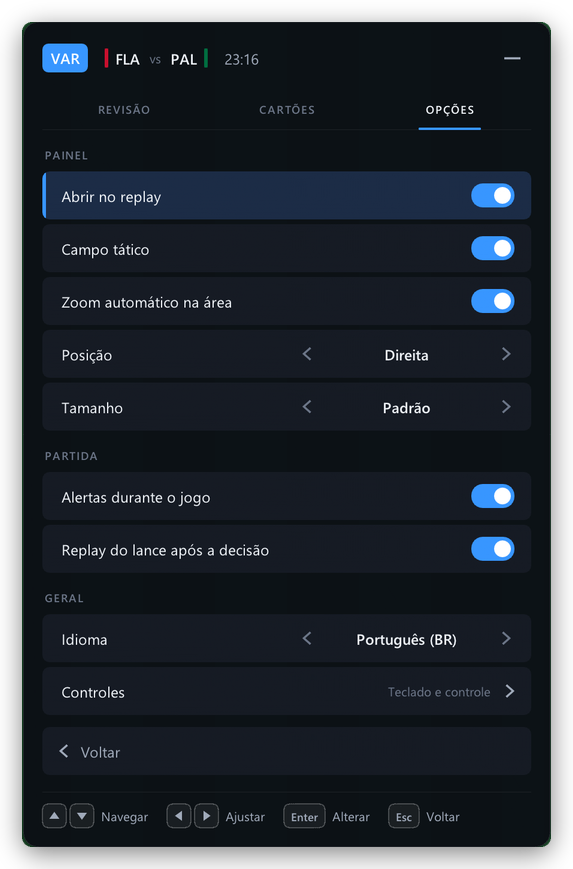 VAR FLA vs PAL 23:16
REVISÃO CARTÕES OPÇÕES
PAINEL
Abrir no replay
Campo tático
Zoom automático na área
Posição Direita
Tamanho Padrão
PARTIDA
Alertas durante o jogo
Replay do lance após a decisão
GERAL
Idioma Português (BR)
Controles Teclado e controle
Voltar
Navegar Ajustar Enter Alterar Esc Voltar